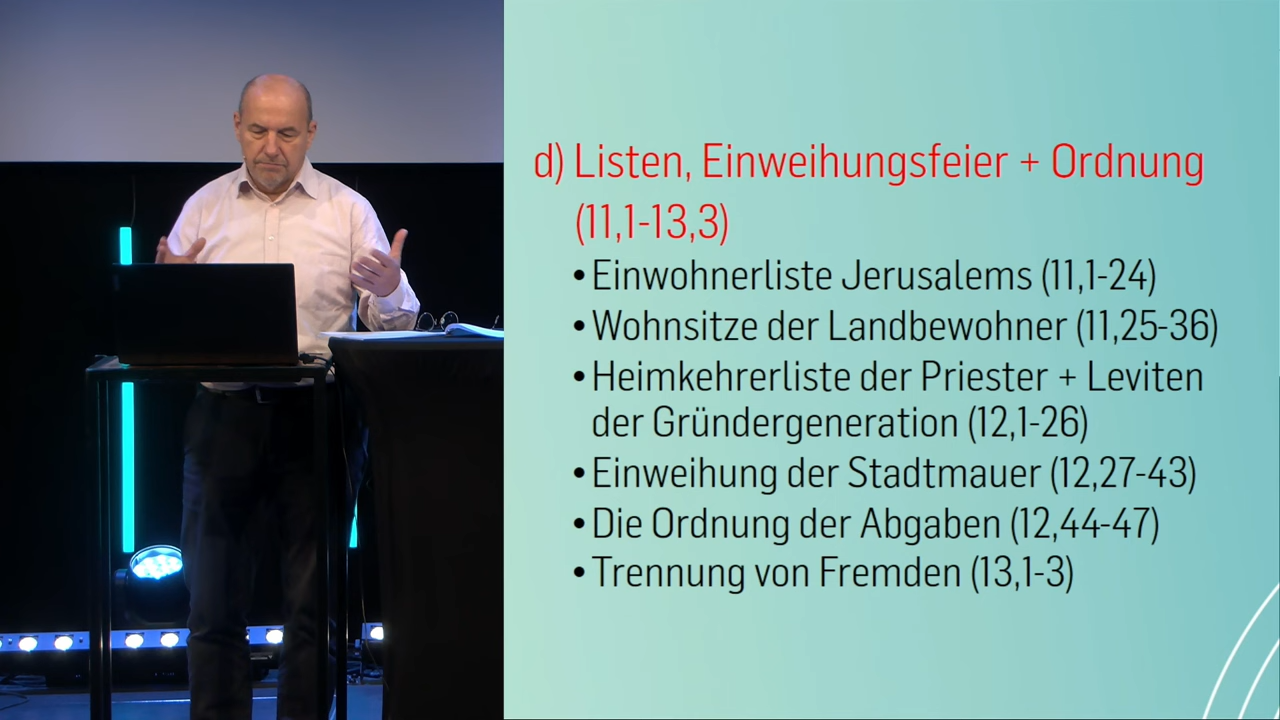 d) Listen, Einweihungsfeier + Ordnung
(11,1-13,3)
• Einwohnerliste Jerusalems (11,1-24)
• Wohnsitze der Landbewohner (11,25-36)
• Heimkehrerliste der Priester + Leviten
der Gründergeneration (12,1-26)
• Einweihung der Stadtmauer (12,27-43)
• Die Ordnung der Abgaben (12,44-47)
• Trennung von Fremden (13,1-3)